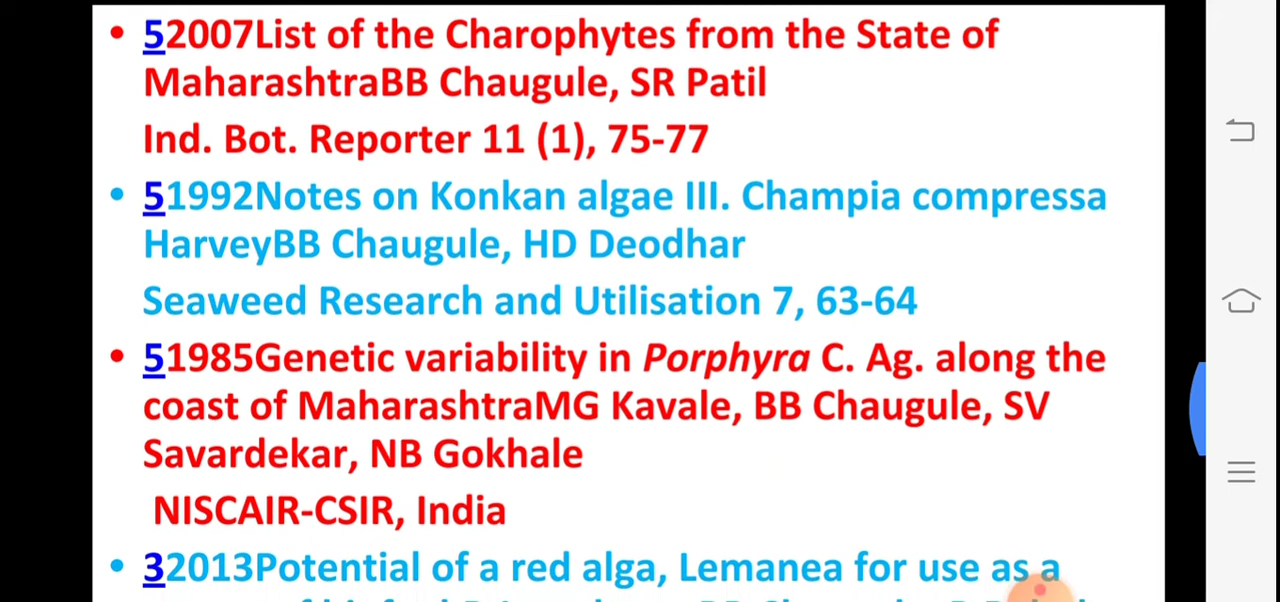 • 52007List of the Charophytes from the State of
MaharashtraBB Chaugule, SR Patil
Ind. Bot. Reporter 11 (1), 75-77
• 51992Notes on Konkan algae III. Champia compressa
HarveyBB Chaugule, HD Deodhar
Seaweed Research and Utilisation 7, 63-64
• 51985Genetic variability in Porphyra C. Ag. along the
coast of MaharashtraMG Kavale, BB Chaugule, SV
Savardekar, NB Gokhale
NISCAIR-CSIR, India
• 32013Potential of a red alga, Lemanea for use as a